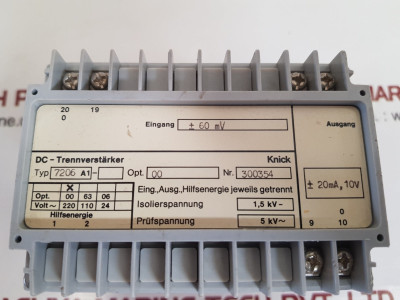 20 19
0
Eingang ± 60 mV
Ausgang
DC - Trennverstärker Knick
Typ 7206 A1- Opt. 00 Nr. 300354
± 20mA, 10V
X
Opt. 00 63 06
Volt~ 220 110 24
Hilfsenergie
1 2
Eing.,Ausg.,Hilfsenergie jeweils getrennt
Isolierspannung 1,5 kV-
Prüfspannung 5 kV~
0
9 10